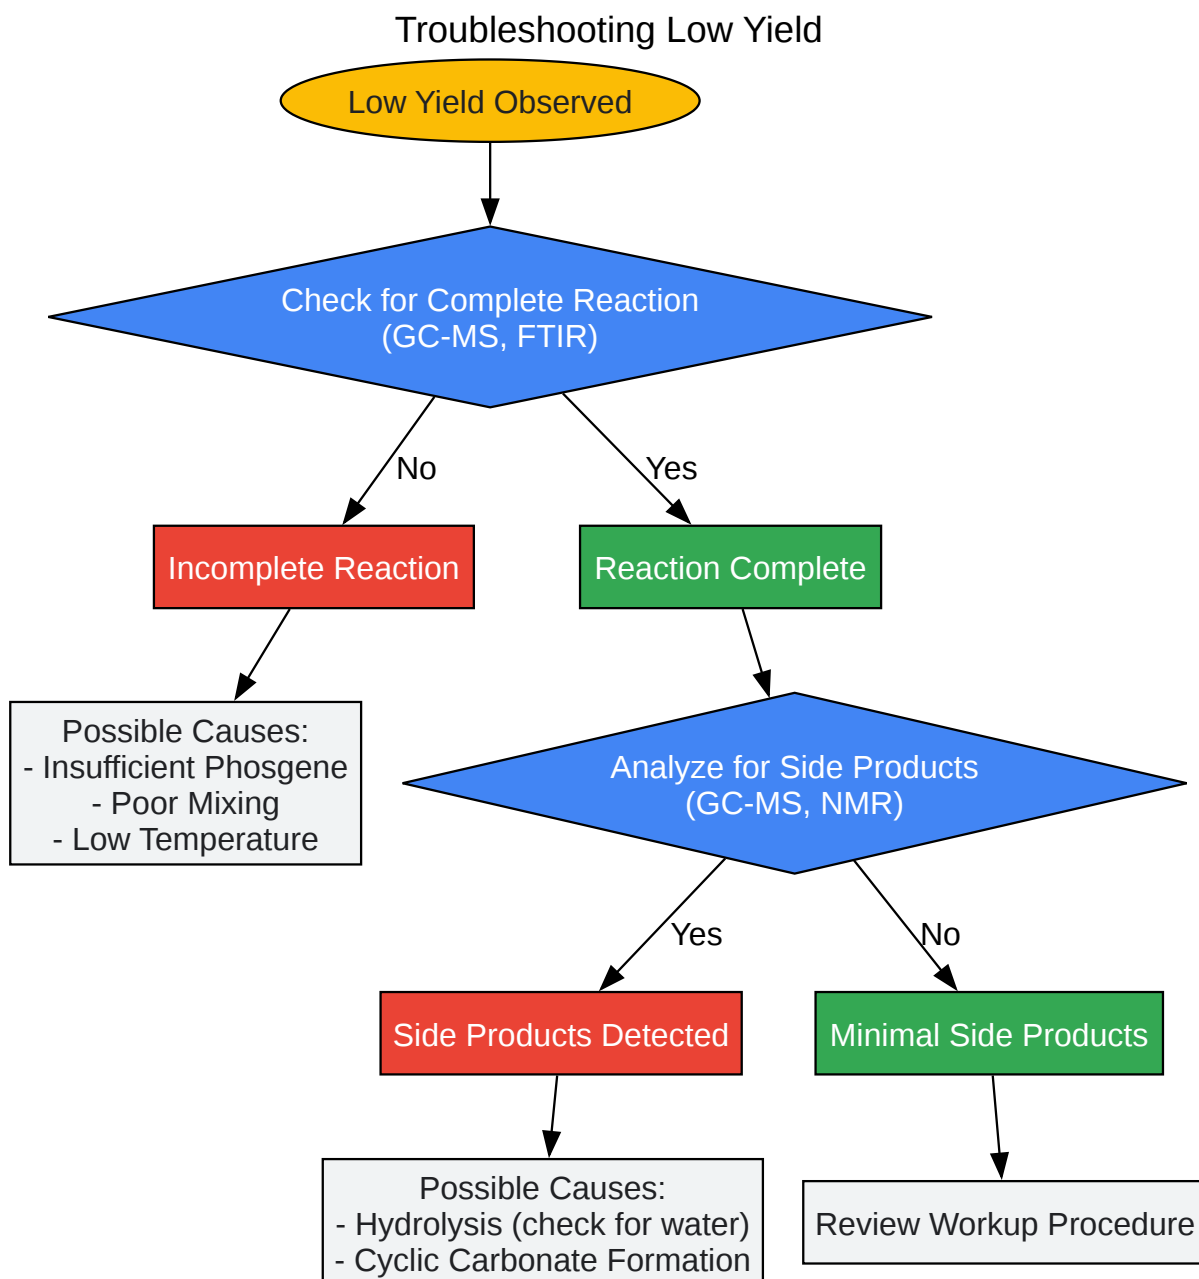 Troubleshooting Low Yield
Low Yield Observed
Check for Complete Reaction
(GC-MS, FTIR)
No
Yes
Incomplete Reaction
Reaction Complete
Possible Causes:
- Insufficient Phosgene
- Poor Mixing
- Low Temperature
Analyze for Side Products
(GC-MS, NMR)
Yes
No
Side Products Detected
Minimal Side Products
Possible Causes:
- Hydrolysis (check for water)
- Cyclic Carbonate Formation
Review Workup Procedure